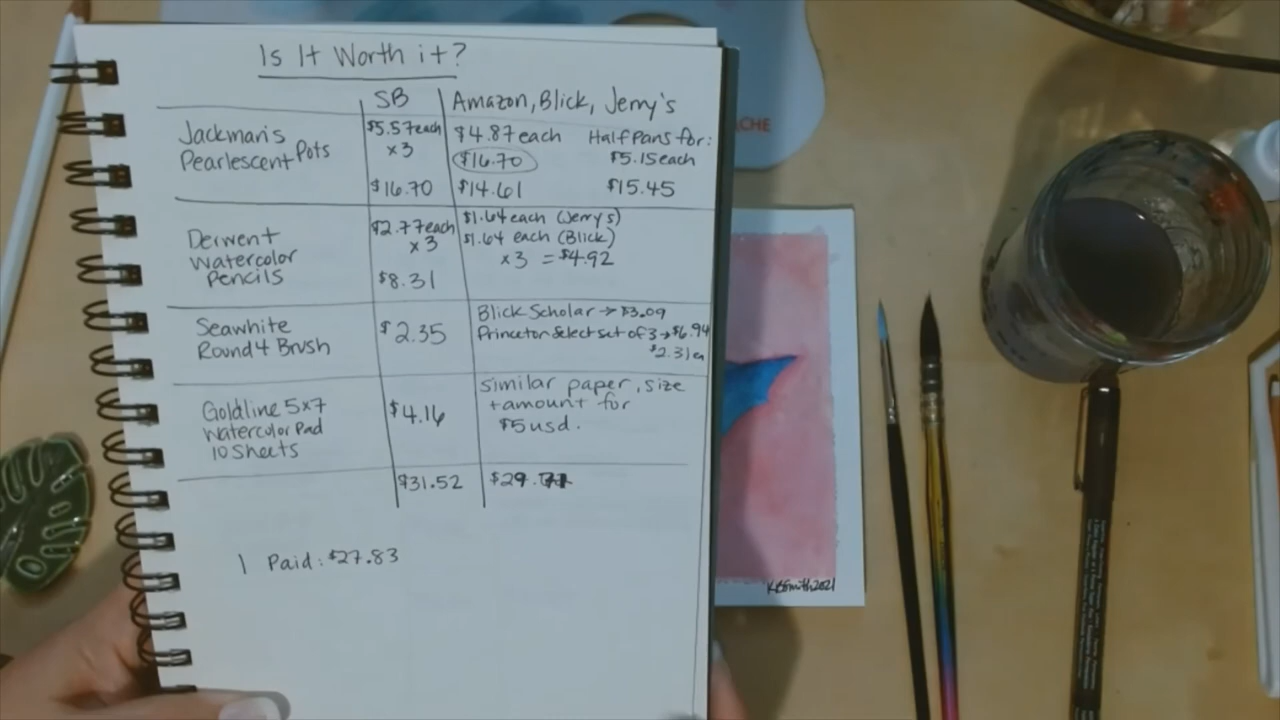 Is It Worth it?
SB
Amazon, Blick, Jerry's
Jackman's
Pearlescent Pots
$5.57 each
x3
$16.70
$4.87 each
$16.70
$14.61
Half Pans for:
$5.15 each
$15.45
Derwent
Watercolor
Pencils
$2.77 each
x3
$8.31
$1.64 each (Jerry's)
$1.64 each (Blick)
x3 = $4.92
Seawhite
Round 4 Brush
$2.35
Blick Scholar → $3.09
Princeton Select set of 3 → $6.94
$2.31 ea
Goldline 5x7
Watercolor Pad
10 Sheets
$4.16
Similar paper, size
+ amount for
$5 usd.
$31.52
I Paid: $27.83
ACHE
KBSmith 2021